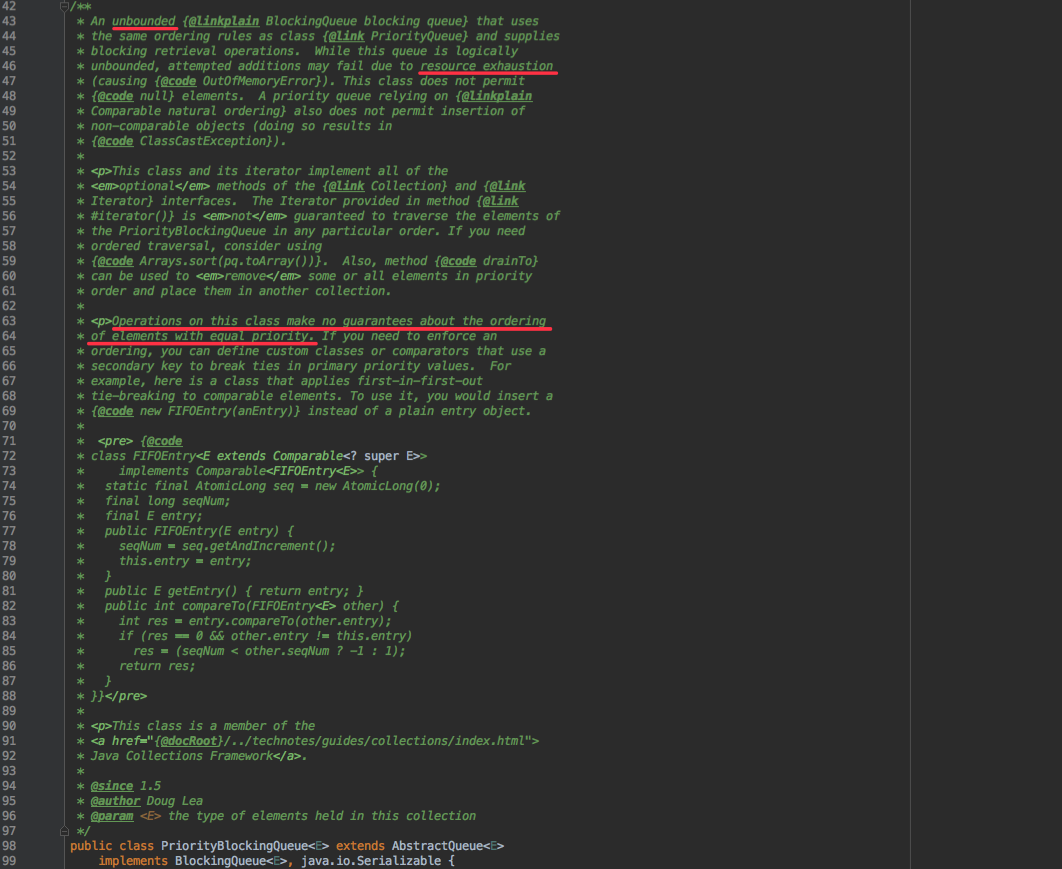 42 /**
43 * An unbounded {@linkplain BlockingQueue blocking queue} that uses
44 * the same ordering rules as class {@link PriorityQueue} and supplies
45 * blocking retrieval operations.  While this queue is logically
46 * unbounded, attempted additions may fail due to resource exhaustion
47 * (causing {@code OutOfMemoryError}). This class does not permit
48 * {@code null} elements.  A priority queue relying on {@linkplain
49 * Comparable natural ordering} also does not permit insertion of
50 * non-comparable objects (doing so results in
51 * {@code ClassCastException}).
52 *
53 * <p>This class and its iterator implement all of the
54 * <em>optional</em> methods of the {@link Collection} and {@link
55 * Iterator} interfaces.  The Iterator provided in method {@link
56 * #iterator()} is <em>not</em> guaranteed to traverse the elements of
57 * the PriorityBlockingQueue in any particular order. If you need
58 * ordered traversal, consider using
59 * {@code Arrays.sort(pq.toArray())}.  Also, method {@code drainTo}
60 * can be used to <em>remove</em> some or all elements in priority
61 * order and place them in another collection.
62 *
63 * <p>Operations on this class make no guarantees about the ordering
64 * of elements with equal priority. If you need to enforce an
65 * ordering, you can define custom classes or comparators that use a
66 * secondary key to break ties in primary priority values.  For
67 * example, here is a class that applies first-in-first-out
68 * tie-breaking to comparable elements. To use it, you would insert a
69 * {@code new FIFOEntry(anEntry)} instead of a plain entry object.
70 *
71 *  <pre> {@code
72 * class FIFOEntry<E extends Comparable<? super E>>
73 *     implements Comparable<FIFOEntry<E>> {
74 *   static final AtomicLong seq = new AtomicLong(0);
75 *   final long seqNum;
76 *   final E entry;
77 *   public FIFOEntry(E entry) {
78 *     seqNum = seq.getAndIncrement();
79 *     this.entry = entry;
80 *   }
81 *   public E getEntry() { return entry; }
82 *   public int compareTo(FIFOEntry<E> other) {
83 *     int res = entry.compareTo(other.entry);
84 *     if (res == 0 && other.entry != this.entry)
85 *       res = (seqNum < other.seqNum ? -1 : 1);
86 *     return res;
87 *   }
88 * }}</pre>
89 *
90 * <p>This class is a member of the
91 * <a href="{@docRoot}/../technotes/guides/collections/index.html">
92 * Java Collections Framework</a>.
93 *
94 * @since 1.5
95 * @author Doug Lea
96 * @param <E> the type of elements held in this collection
97 */
98 public class PriorityBlockingQueue<E> extends AbstractQueue<E>
99     implements BlockingQueue<E>, java.io.Serializable {